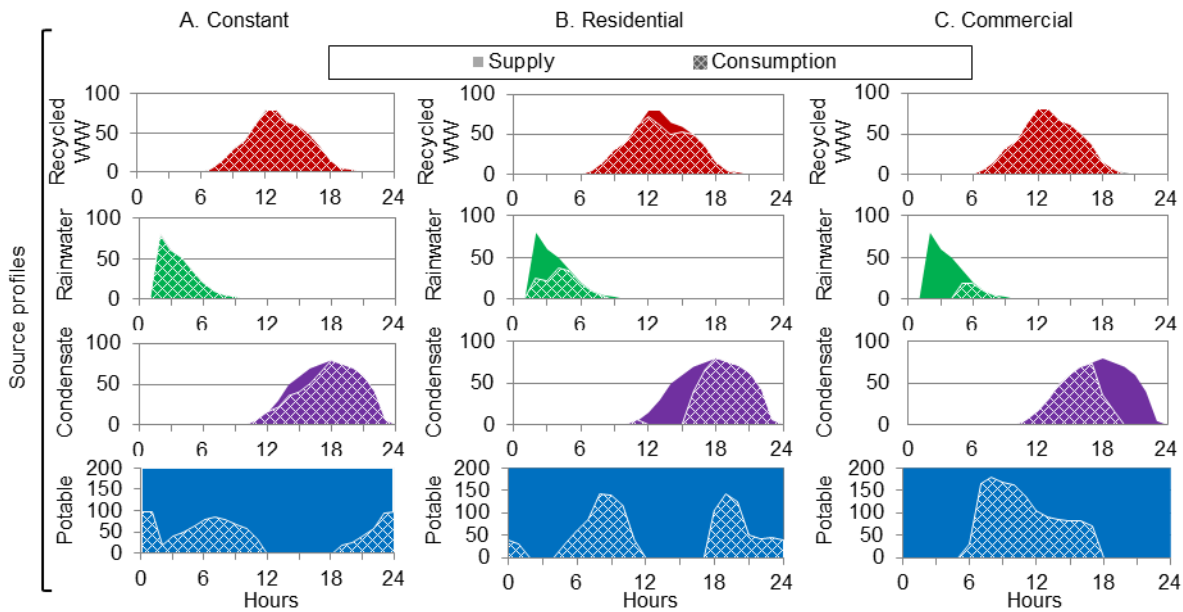 A. Constant
B. Residential
C. Commercial
Supply
Consumption
Source profiles
Recycled
WW
100
50
0
0 6 12 18 24
Recycled
WW
100
50
0
0 6 12 18 24
Recycled
WW
100
50
0
0 6 12 18 24
Rainwater
100
50
0
0 6 12 18 24
Rainwater
100
50
0
0 6 12 18 24
Rainwater
100
50
0
0 6 12 18 24
Condensate
100
50
0
0 6 12 18 24
Condensate
100
50
0
0 6 12 18 24
Condensate
100
50
0
0 6 12 18 24
Potable
200
150
100
50
0
0 6 12 18 24
Hours
Potable
200
150
100
50
0
0 6 12 18 24
Hours
Potable
200
150
100
50
0
0 6 12 18 24
Hours